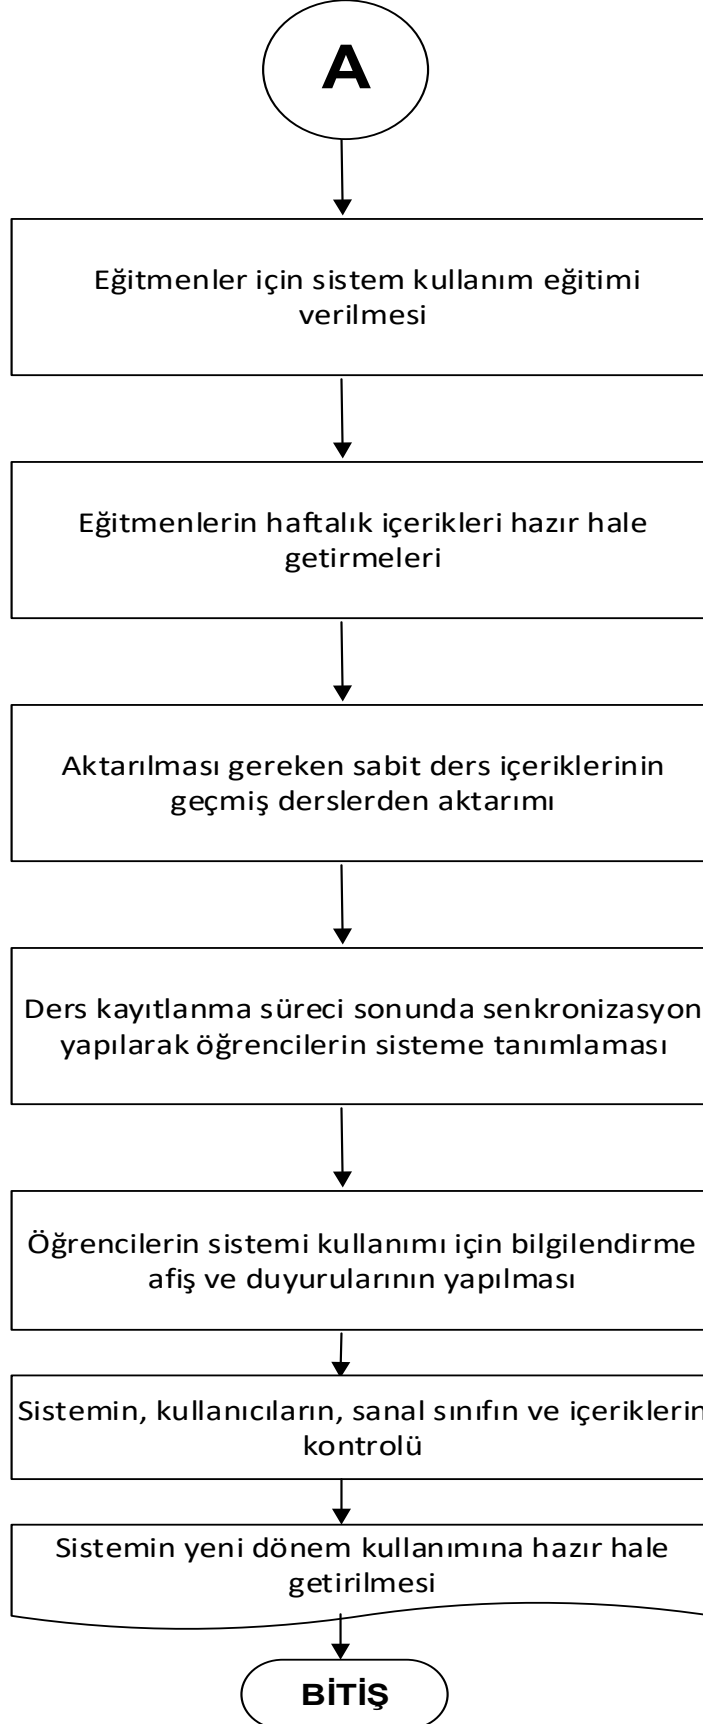 A
Eğitmenler için sistem kullanım eğitimi
verilmesi
Eğitmenlerin haftalık içerikleri hazır hale
getirmeleri
Aktarılması gereken sabit ders içeriklerinin
geçmiş derslerden aktarımı
Ders kayıtlanma süreci sonunda senkronizasyon
yapılarak öğrencilerin sisteme tanımlaması
Öğrencilerin sistemi kullanımı için bilgilendirme
afiş ve duyurularının yapılması
Sistemin, kullanıcıların, sanal sınıfın ve içeriklerin
kontrolü
Sistemin yeni dönem kullanımına hazır hale
getirilmesi
BİTİŞ